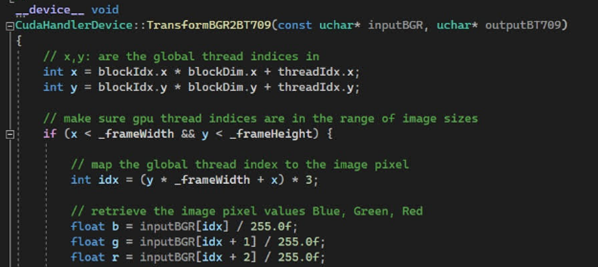 __device__ void
CudaHandlerDevice::TransformBGR2BT709(const uchar* inputBGR, uchar* outputBT709)
{
// x,y: are the global thread indices in
int x = blockIdx.x * blockDim.x + threadIdx.x;
int y = blockIdx.y * blockDim.y + threadIdx.y;
// make sure gpu thread indices are in the range of image sizes
if (x < _frameWidth && y < _frameHeight) {
// map the global thread index to the image pixel
int idx = (y * _frameWidth + x) * 3;
// retrieve the image pixel values Blue, Green, Red
float b = inputBGR[idx] / 255.0f;
float g = inputBGR[idx + 1] / 255.0f;
float r = inputBGR[idx + 2] / 255.0f;